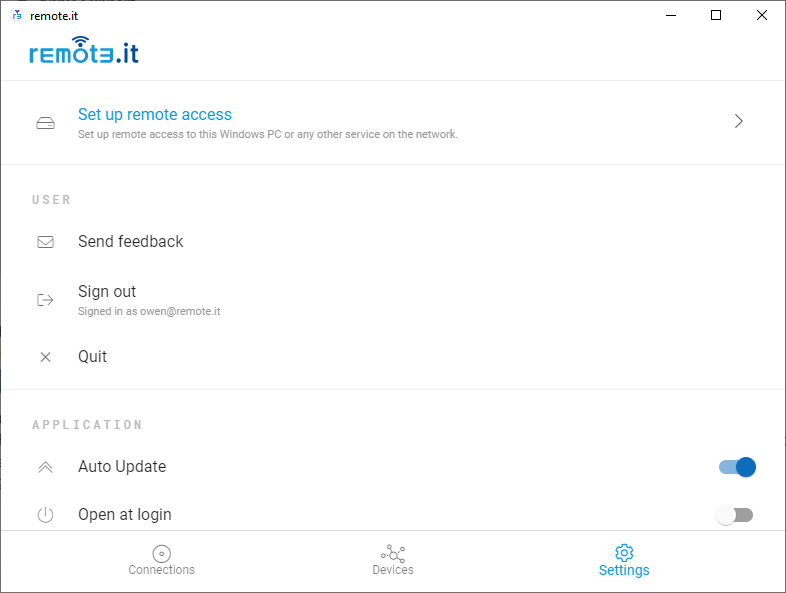 remote.it
remote.it
Set up remote access
Set up remote access to this Windows PC or any other service on the network.
USER
Send feedback
Sign out
Signed in as owen@remote.it
Quit
APPLICATION
Auto Update
Open at login
Connections
Devices
Settings